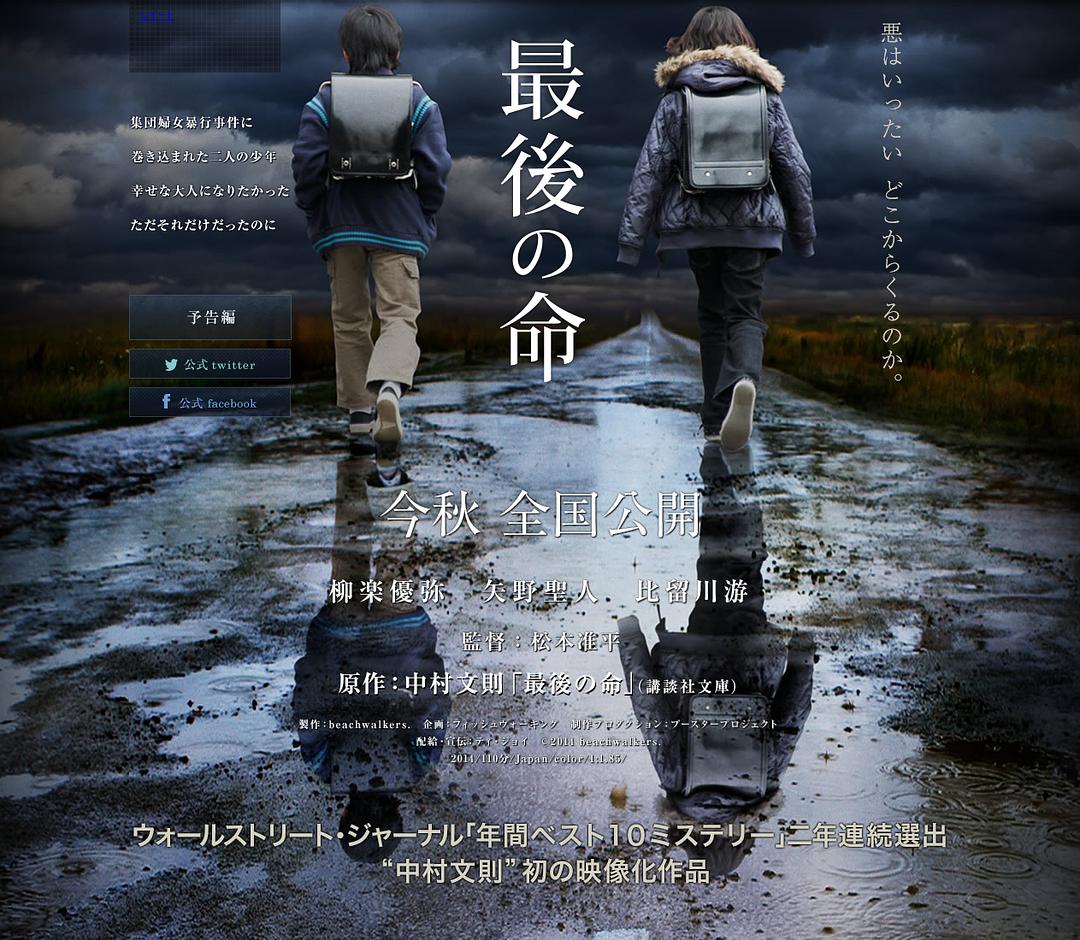 悪はいったい どこからくるのか。
最後の命
集団婦女暴行事件に
巻き込まれた二人の少年
幸せな大人になりたかった
ただそれだけだったのに
予告編
公式 twitter
公式 facebook
今秋 全国公開
柳楽優弥 矢野聖人 比留川游
監督：松本准平
原作：中村文則「最後の命」（講談社文庫）
製作：beachwalkers. 企画：フィッシュウォーキング 制作プロダクション：ブースタープロジェクト
配給・宣伝：ティ・ジョイ ©2014 beachwalkers.
2014/110分/Japan/color/1:1.85/
ウォールストリート・ジャーナル「年間ベスト10ミステリー」二年連続選出
“中村文則” 初の映像化作品